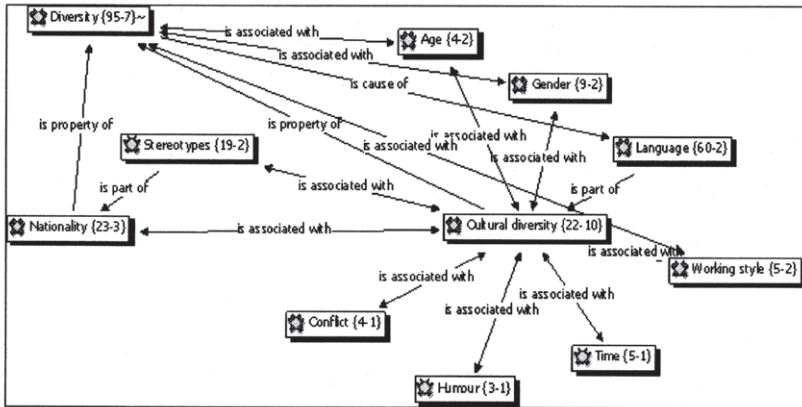 Diversity {95-7}~
is associated with
Age {4-2}
is associated with
Gender {9-2}
is cause of
is property of
is property of
is associated with
is associated with
Stereotypes {19-2}
is associated with
Language {60-2}
is part of
is associated with
is part of
Nationality {23-3}
is associated with
Cultural diversity {22-10}
is associated with
Working style {5-2}
is associated with
is associated with
is associated with
Conflict {4-1}
Time {5-1}
Humour {3-1}